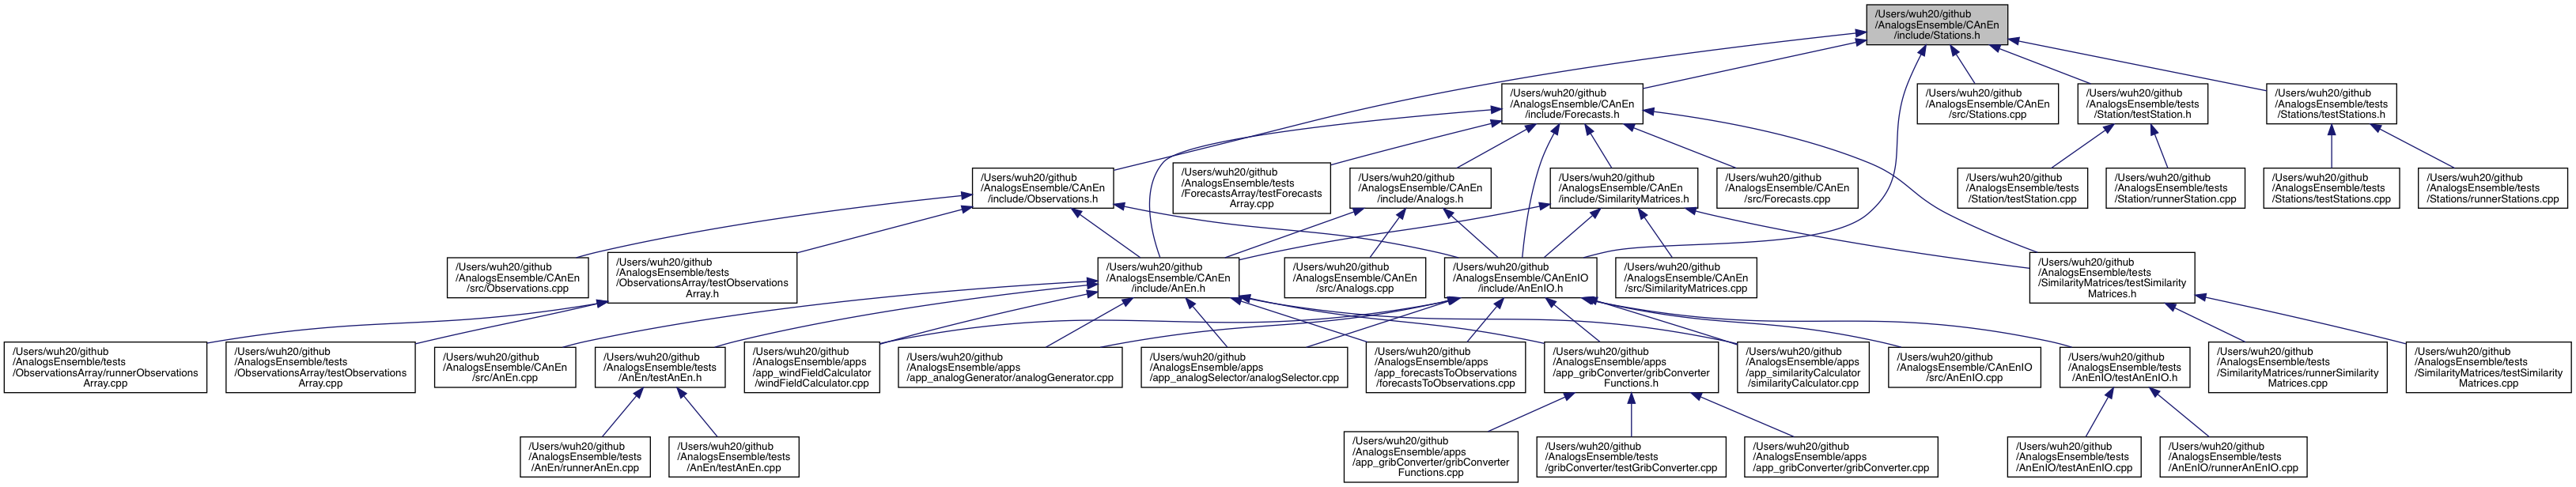 /Users/wuh20/github
/AnalogsEnsemble/CAnEn
/include/Stations.h
/Users/wuh20/github
/AnalogsEnsemble/CAnEn
/include/Forecasts.h
/Users/wuh20/github
/AnalogsEnsemble/CAnEn
/src/Stations.cpp
/Users/wuh20/github
/AnalogsEnsemble/tests
/Station/testStation.h
/Users/wuh20/github
/AnalogsEnsemble/tests
/Stations/testStations.h
/Users/wuh20/github
/AnalogsEnsemble/CAnEn
/include/Observations.h
/Users/wuh20/github
/AnalogsEnsemble/tests
/ForecastsArray/testForecasts
Array.cpp
/Users/wuh20/github
/AnalogsEnsemble/CAnEn
/include/Analogs.h
/Users/wuh20/github
/AnalogsEnsemble/CAnEn
/include/SimilarityMatrices.h
/Users/wuh20/github
/AnalogsEnsemble/CAnEn
/src/Forecasts.cpp
/Users/wuh20/github
/AnalogsEnsemble/tests
/Station/testStation.cpp
/Users/wuh20/github
/AnalogsEnsemble/tests
/Station/runnerStation.cpp
/Users/wuh20/github
/AnalogsEnsemble/tests
/Stations/testStations.cpp
/Users/wuh20/github
/AnalogsEnsemble/tests
/Stations/runnerStations.cpp
/Users/wuh20/github
/AnalogsEnsemble/CAnEn
/src/Observations.cpp
/Users/wuh20/github
/AnalogsEnsemble/tests
/ObservationsArray/testObservations
Array.h
/Users/wuh20/github
/AnalogsEnsemble/CAnEn
/include/AnEn.h
/Users/wuh20/github
/AnalogsEnsemble/CAnEn
/src/Analogs.cpp
/Users/wuh20/github
/AnalogsEnsemble/CAnEnIO
/include/AnEnIO.h
/Users/wuh20/github
/AnalogsEnsemble/CAnEn
/src/SimilarityMatrices.cpp
/Users/wuh20/github
/AnalogsEnsemble/tests
/SimilarityMatrices/testSimilarity
Matrices.h
/Users/wuh20/github
/AnalogsEnsemble/tests
/ObservationsArray/runnerObservations
Array.cpp
/Users/wuh20/github
/AnalogsEnsemble/tests
/ObservationsArray/testObservations
Array.cpp
/Users/wuh20/github
/AnalogsEnsemble/CAnEn
/src/AnEn.cpp
/Users/wuh20/github
/AnalogsEnsemble/tests
/AnEn/testAnEn.h
/Users/wuh20/github
/AnalogsEnsemble/apps
/app_windFieldCalculator
/windFieldCalculator.cpp
/Users/wuh20/github
/AnalogsEnsemble/apps
/app_analogGenerator/analogGenerator.cpp
/Users/wuh20/github
/AnalogsEnsemble/apps
/app_analogSelector/analogSelector.cpp
/Users/wuh20/github
/AnalogsEnsemble/apps
/app_forecastsToObservations
/forecastsToObservations.cpp
/Users/wuh20/github
/AnalogsEnsemble/apps
/app_gribConverter/gribConverter
Functions.h
/Users/wuh20/github
/AnalogsEnsemble/apps
/app_similarityCalculator
/similarityCalculator.cpp
/Users/wuh20/github
/AnalogsEnsemble/CAnEnIO
/src/AnEnIO.cpp
/Users/wuh20/github
/AnalogsEnsemble/tests
/AnEnIO/testAnEnIO.h
/Users/wuh20/github
/AnalogsEnsemble/tests
/SimilarityMatrices/runnerSimilarity
Matrices.cpp
/Users/wuh20/github
/AnalogsEnsemble/tests
/SimilarityMatrices/testSimilarity
Matrices.cpp
/Users/wuh20/github
/AnalogsEnsemble/tests
/AnEn/runnerAnEn.cpp
/Users/wuh20/github
/AnalogsEnsemble/tests
/AnEn/testAnEn.cpp
/Users/wuh20/github
/AnalogsEnsemble/apps
/app_gribConverter/gribConverter
Functions.cpp
/Users/wuh20/github
/AnalogsEnsemble/tests
/gribConverter/testGribConverter.cpp
/Users/wuh20/github
/AnalogsEnsemble/apps
/app_gribConverter/gribConverter.cpp
/Users/wuh20/github
/AnalogsEnsemble/tests
/AnEnIO/testAnEnIO.cpp
/Users/wuh20/github
/AnalogsEnsemble/tests
/AnEnIO/runnerAnEnIO.cpp